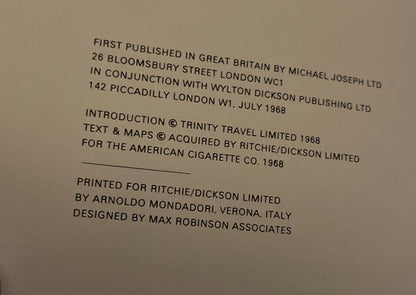 FIRST PUBLISHED IN GREAT BRITAIN BY MICHAEL JOSEPH LTD
26 BLOOMSBURY STREET LONDON WC1
IN CONJUNCTION WITH WYLTON DICKSON PUBLISHING LTD
142 PICCADILLY LONDON W1, JULY 1968
INTRODUCTION © TRINITY TRAVEL LIMITED 1968
TEXT & MAPS © ACQUIRED BY RITCHIE/DICKSON LIMITED
FOR THE AMERICAN CIGARETTE CO. 1968
PRINTED FOR RITCHIE/DICKSON LIMITED
BY ARNOLDO MONDADORI, VERONA, ITALY
DESIGNED BY MAX ROBINSON ASSOCIATES